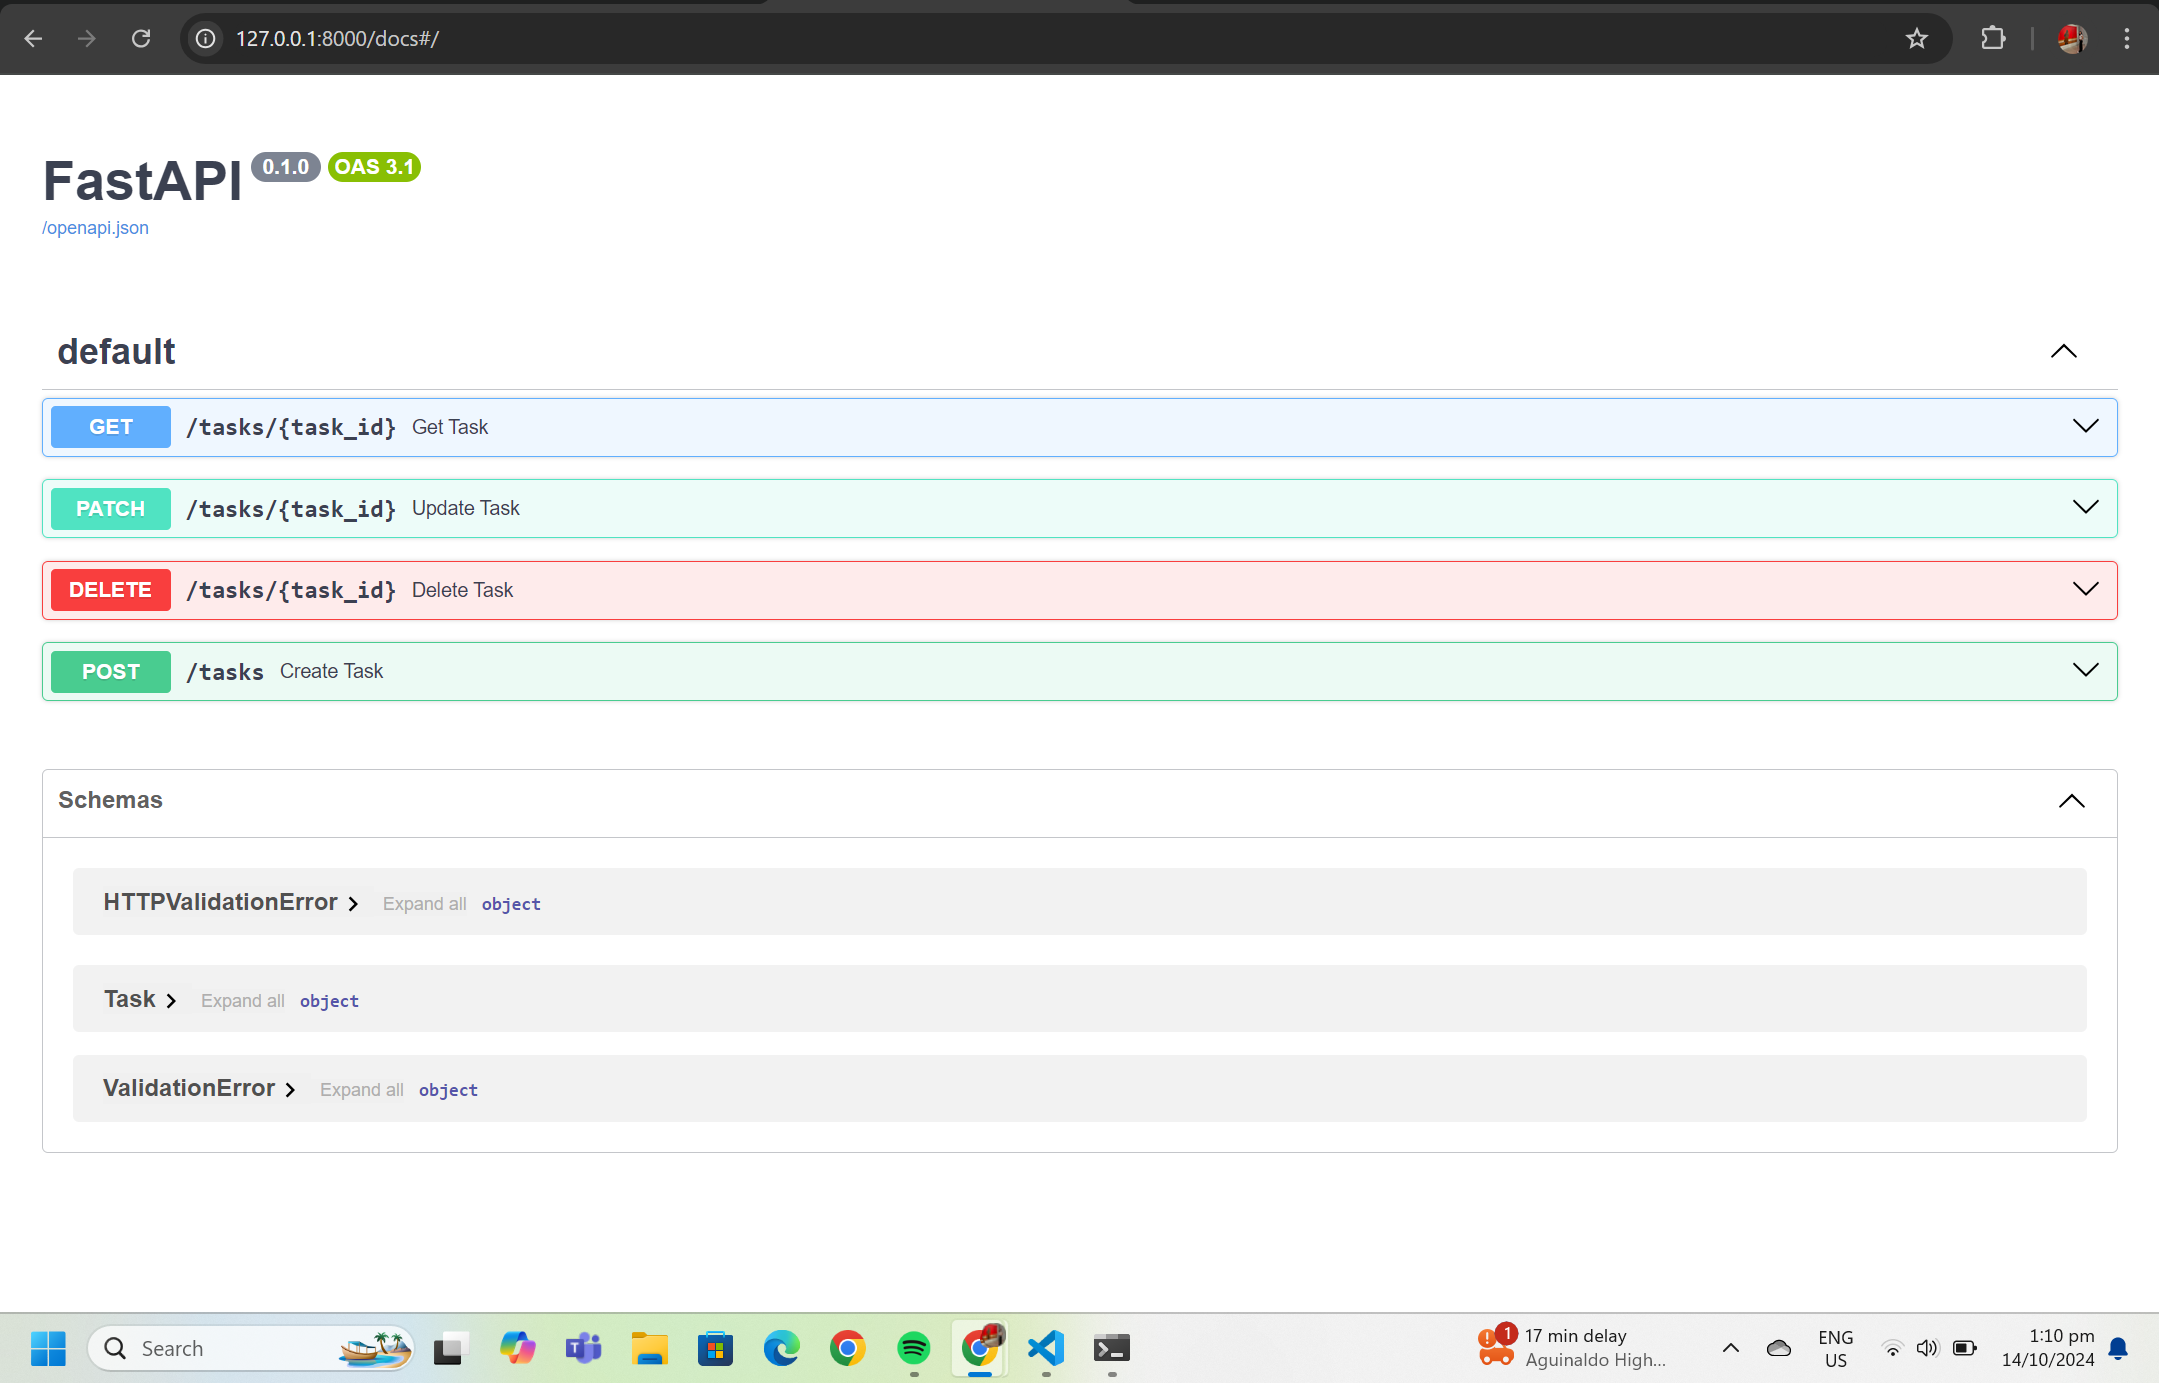 127.0.0.1:8000/docs#/
FastAPI 0.1.0 OAS 3.1
/openapi.json
default
GET /tasks/{task_id} Get Task
PATCH /tasks/{task_id} Update Task
DELETE /tasks/{task_id} Delete Task
POST /tasks Create Task
Schemas
HTTPValidationError Expand all object
Task Expand all object
ValidationError Expand all object
Search
1 17 min delay
Aguinaldo High...
ENG
US
1:10 pm
14/10/2024